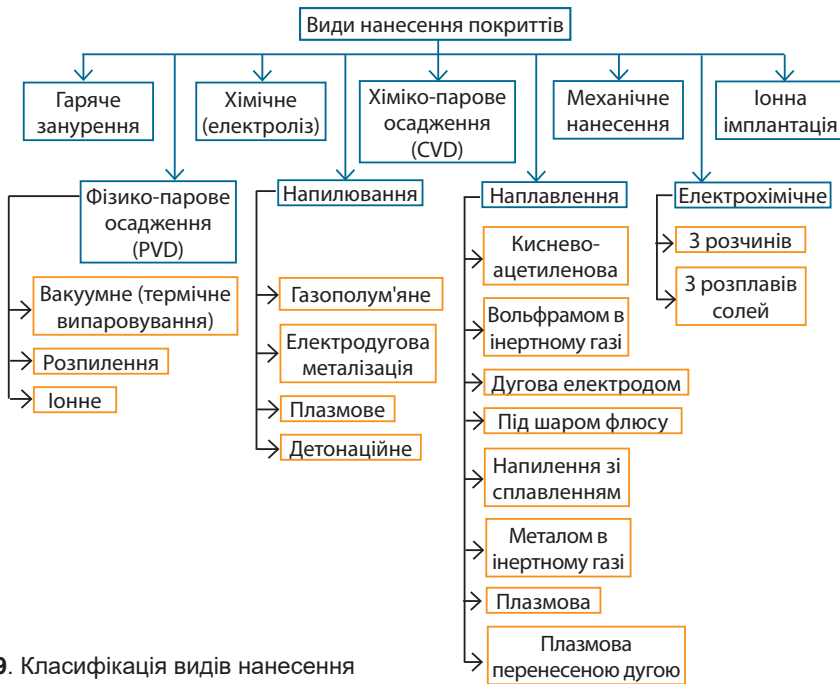 Види нанесення покриттів
Гаряче
занурення
Хімічне
(електроліз)
Хіміко-парове
осадження
(CVD)
Механічне
нанесення
Іонна
імплантація
Фізико-парове
осадження
(PVD)
Вакуумне (термічне
випаровування)
Розпилення
Іонне
Напилювання
Газополум'яне
Електродугова
металізація
Плазмове
Детонаційне
Наплавлення
Киснево-
ацетиленова
Вольфрамом в
інертному газі
Дугова електродом
Під шаром флюсу
Напилення зі
сплавленням
Металом в
інертному газі
Плазмова
Плазмова
перенесеною дугою
Електрохімічне
З розчинів
З розплавів
солей
9. Класифікація видів нанесення